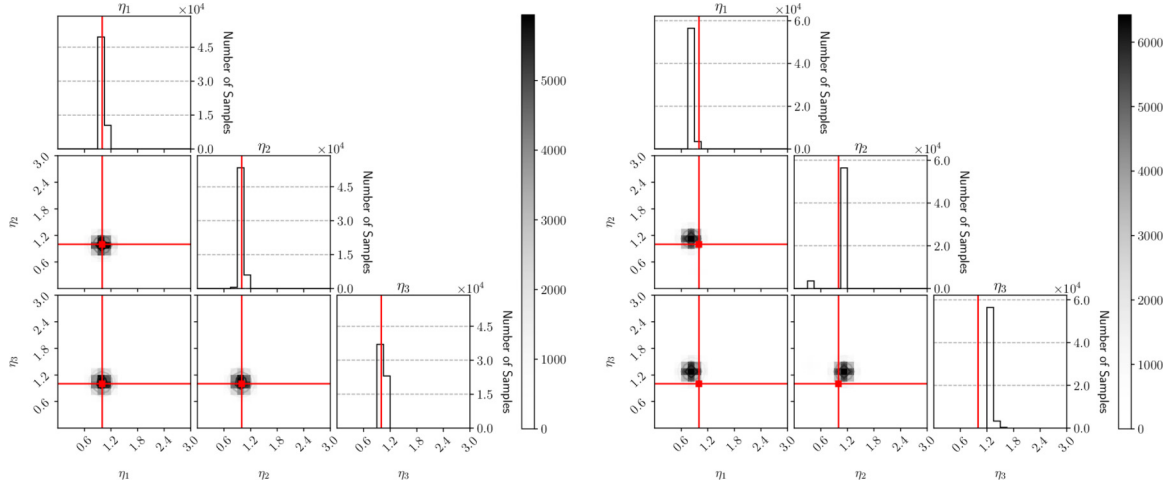 η1 ×10^4
4.5
3.0
1.5
0.0
Number of Samples
η2 ×10^4
4.5
3.0
1.5
0.0
Number of Samples
η2
3.0
2.4
1.8
1.2
0.6
η3 ×10^4
4.5
3.0
1.5
0.0
Number of Samples
η3
3.0
2.4
1.8
1.2
0.6
0.6 1.2 1.8 2.4 3.0
η1
0.6 1.2 1.8 2.4 3.0
η2
0.6 1.2 1.8 2.4 3.0
η3
5000
4000
3000
2000
1000
0
η1 ×10^4
6.0
4.0
2.0
0.0
Number of Samples
η2 ×10^4
6.0
4.0
2.0
0.0
Number of Samples
η2
3.0
2.4
1.8
1.2
0.6
η3 ×10^4
6.0
4.0
2.0
0.0
Number of Samples
η3
3.0
2.4
1.8
1.2
0.6
0.6 1.2 1.8 2.4 3.0
η1
0.6 1.2 1.8 2.4 3.0
η2
0.6 1.2 1.8 2.4 3.0
η3
6000
5000
4000
3000
2000
1000
0